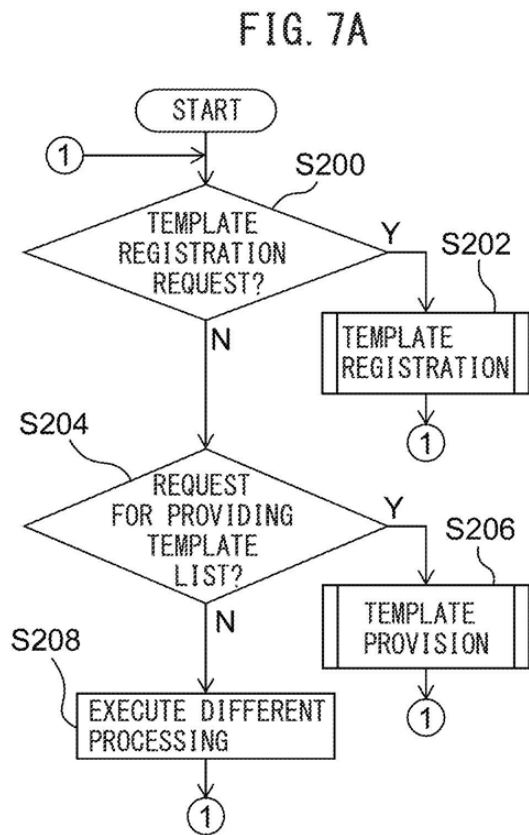 FIG. 7A
START
1
S200
TEMPLATE
REGISTRATION
REQUEST?
Y
S202
TEMPLATE
REGISTRATION
1
N
S204
REQUEST
FOR PROVIDING
TEMPLATE
LIST?
Y
S206
TEMPLATE
PROVISION
1
N
S208
EXECUTE DIFFERENT
PROCESSING
1